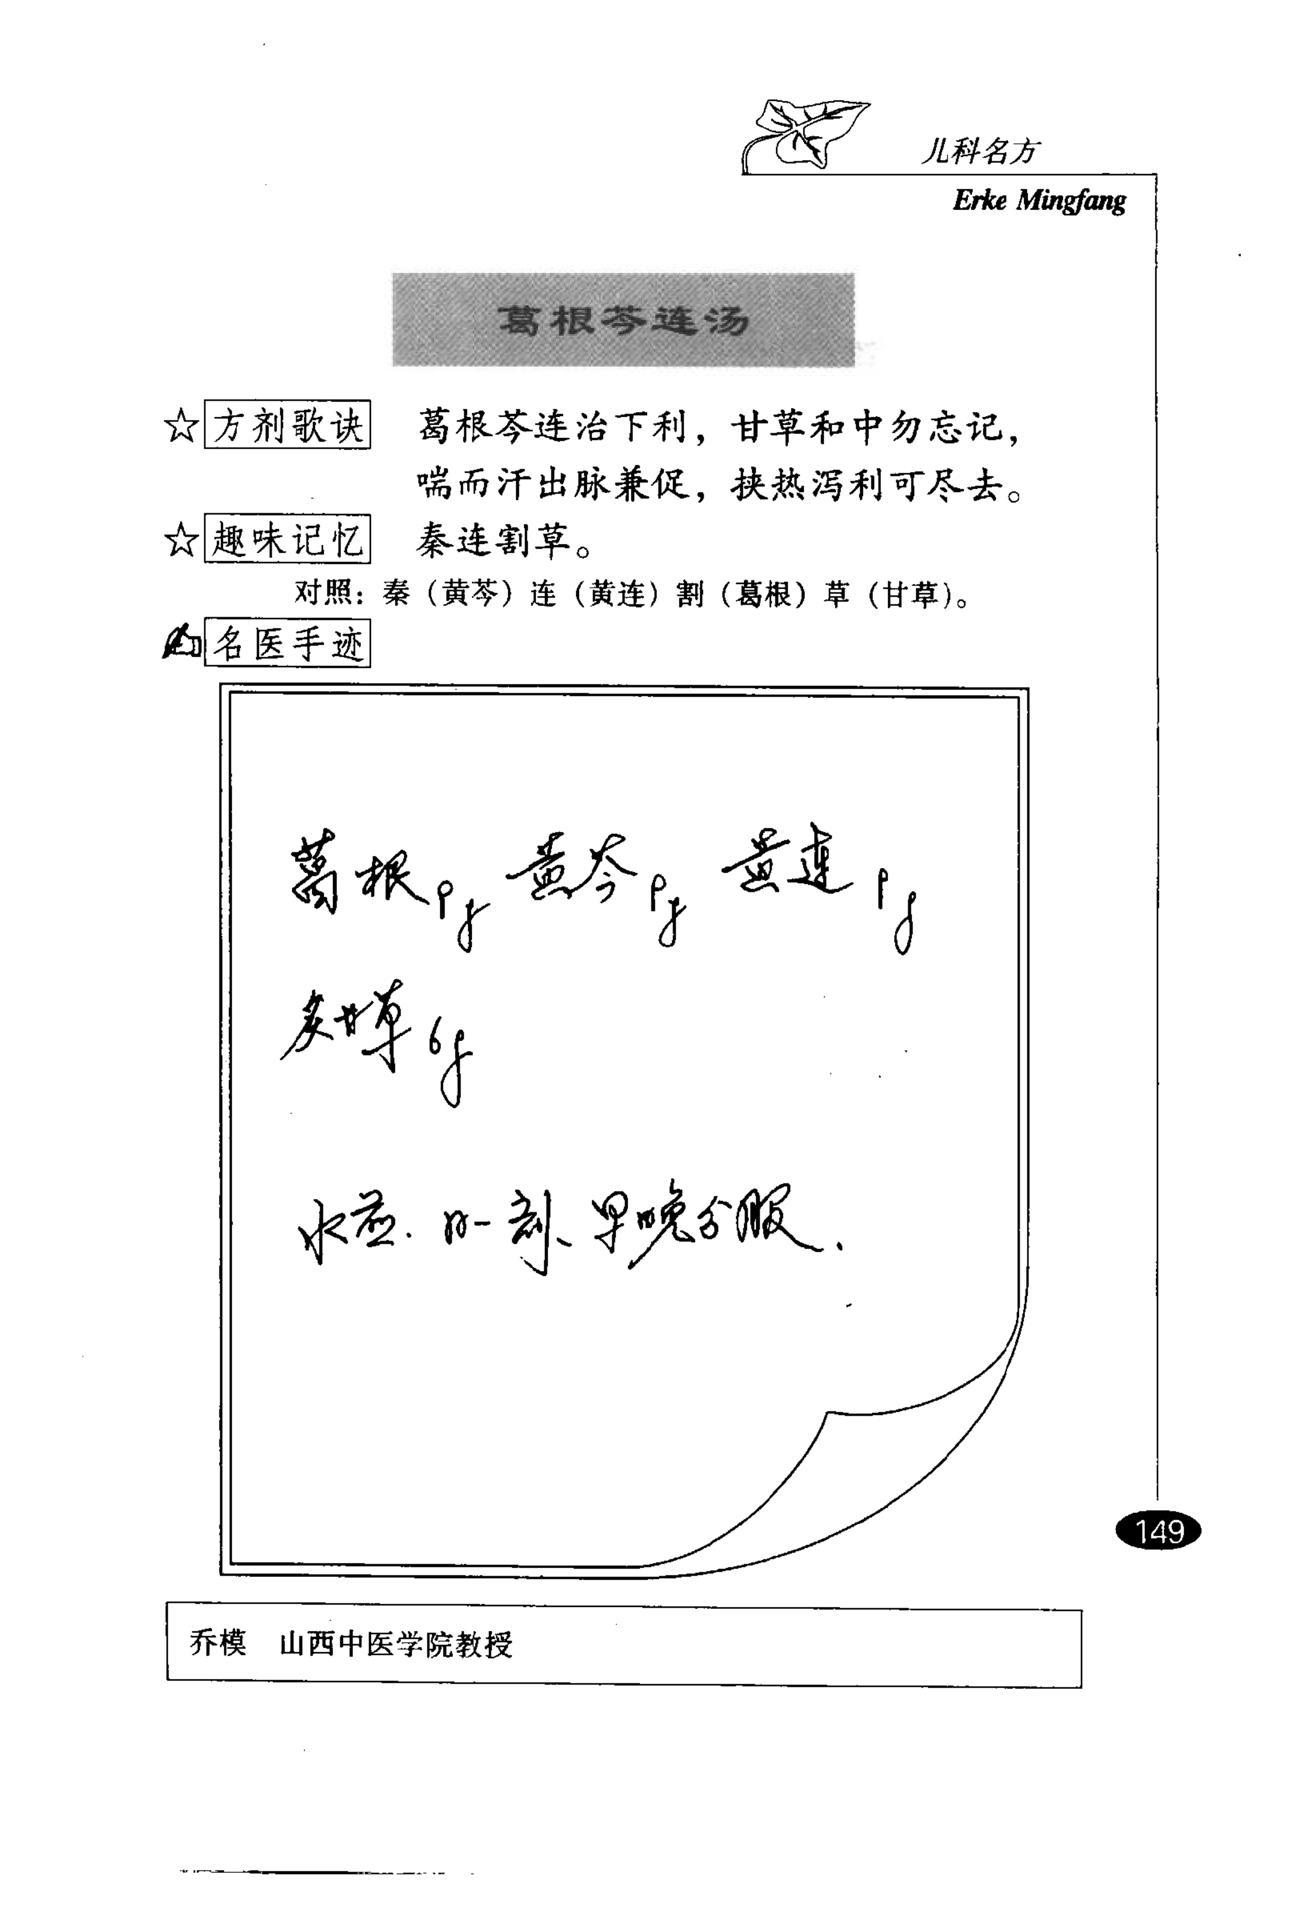 儿科名方
Erke Mingfang
葛根芩连汤
☆方剂歌诀 葛根芩连治下利，甘草和中勿忘记，
喘而汗出脉兼促，挟热泻利可尽去。
☆趣味记忆 秦连割草。
对照：秦（黄芩）连（黄连）割（葛根）草（甘草）。
名医手迹
葛根9g 黄芩9g 黄连9g
炙甘草6g
水煎.日一剂、早晚分服.
149
乔模 山西中医学院教授